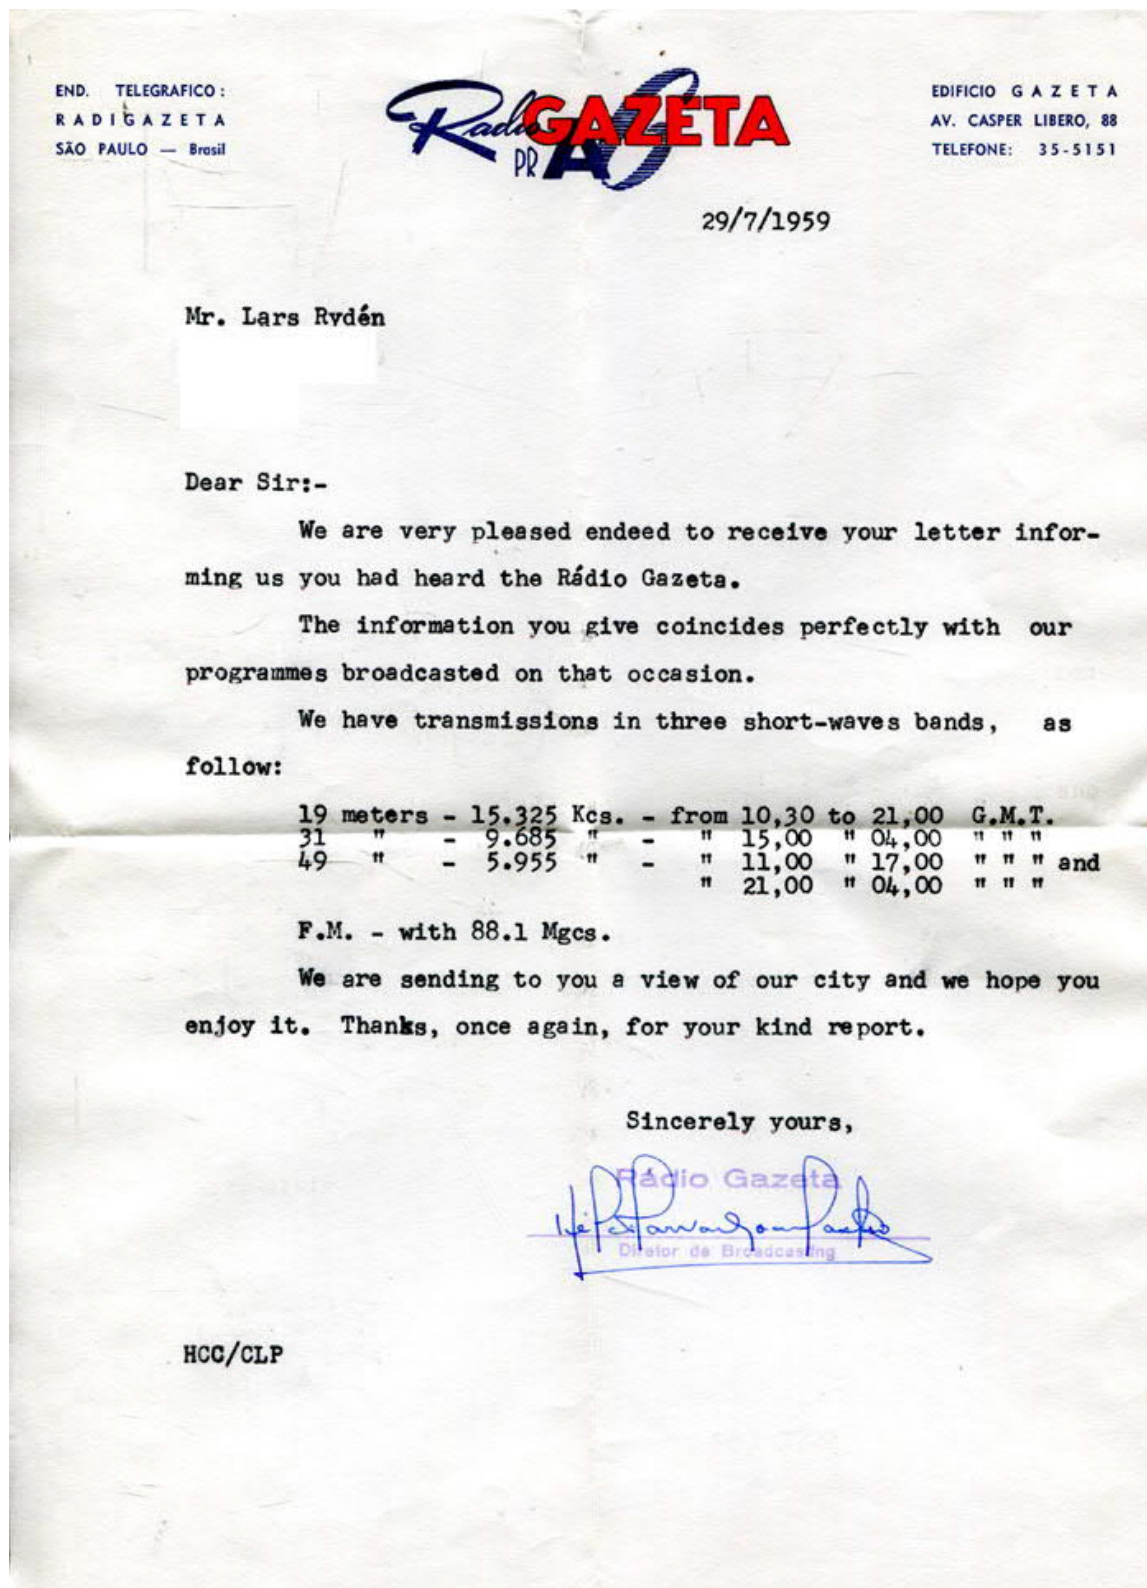 END. TELEGRAFICO:
RADIGAZETA
SÃO PAULO — Brasil
Radio GAZETA
PR A 6
EDIFICIO GAZETA
AV. CASPER LIBERO, 88
TELEFONE: 35-5151
29/7/1959
Mr. Lars Rydén
Dear Sir:-
We are very pleased endeed to receive your letter infor-
ming us you had heard the Rádio Gazeta.
The information you give coincides perfectly with our
programmes broadcasted on that occasion.
We have transmissions in three short-waves bands, as
follow:
19 meters - 15.325 Kcs. - from 10,30 to 21,00 G.M.T.
31 " - 9.685 " - " 15,00 " 04,00 " " "
49 " - 5.955 " - " 11,00 " 17,00 " " " and
" 21,00 " 04,00 " " "
F.M. - with 88.1 Mgcs.
We are sending to you a view of our city and we hope you
enjoy it. Thanks, once again, for your kind report.
Sincerely yours,
Rádio Gazeta
Diretor de Broadcasting
HCC/CLP